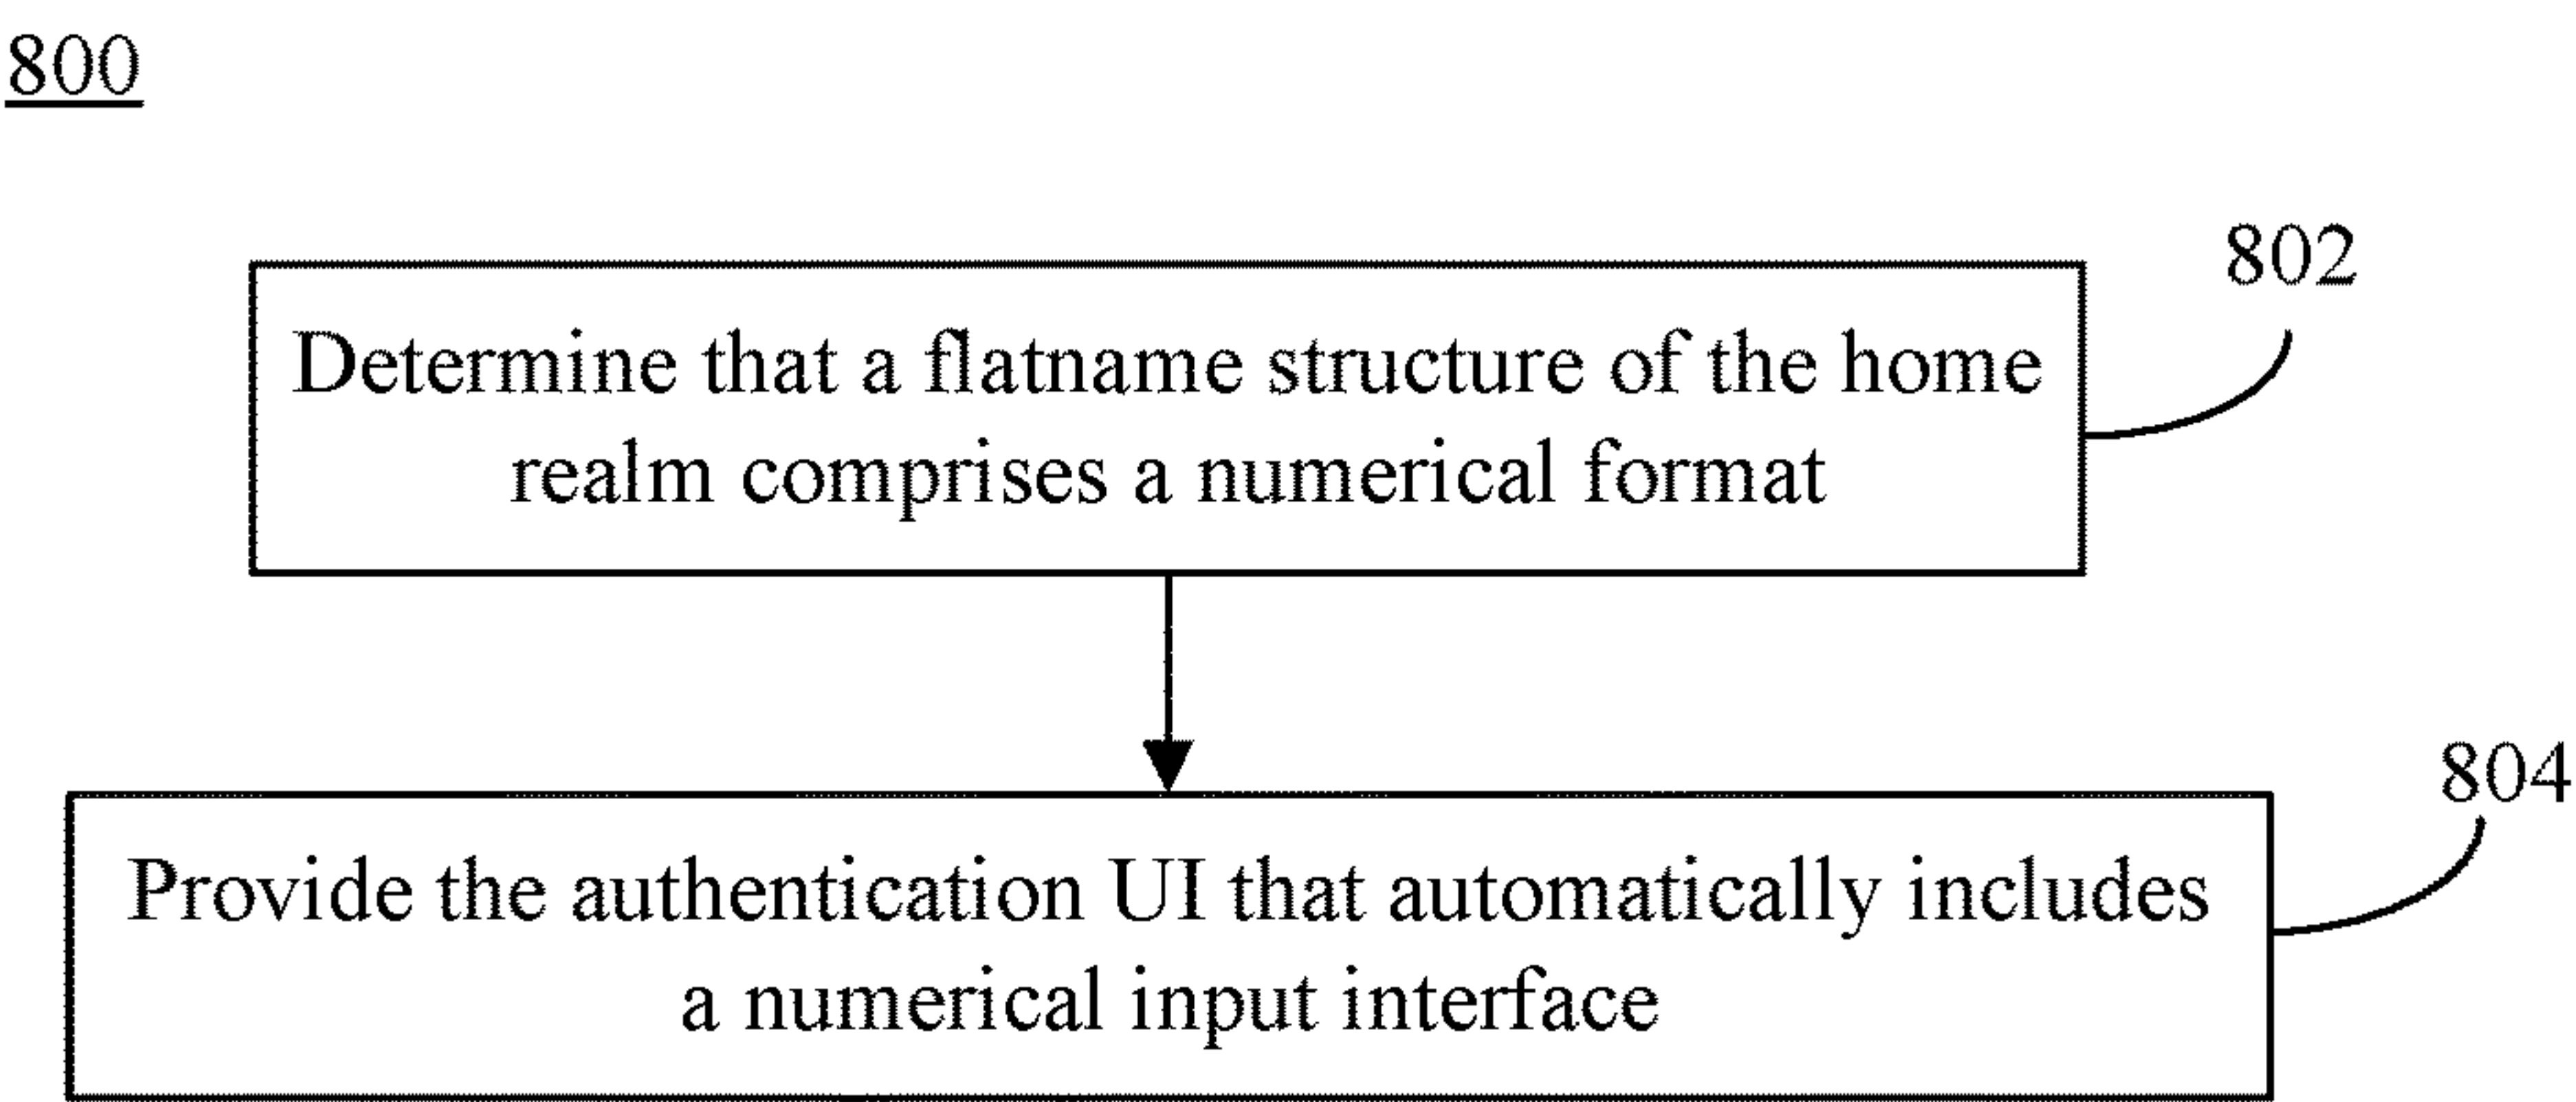 800
802
Determine that a flatname structure of the home
realm comprises a numerical format
804
Provide the authentication UI that automatically includes
a numerical input interface